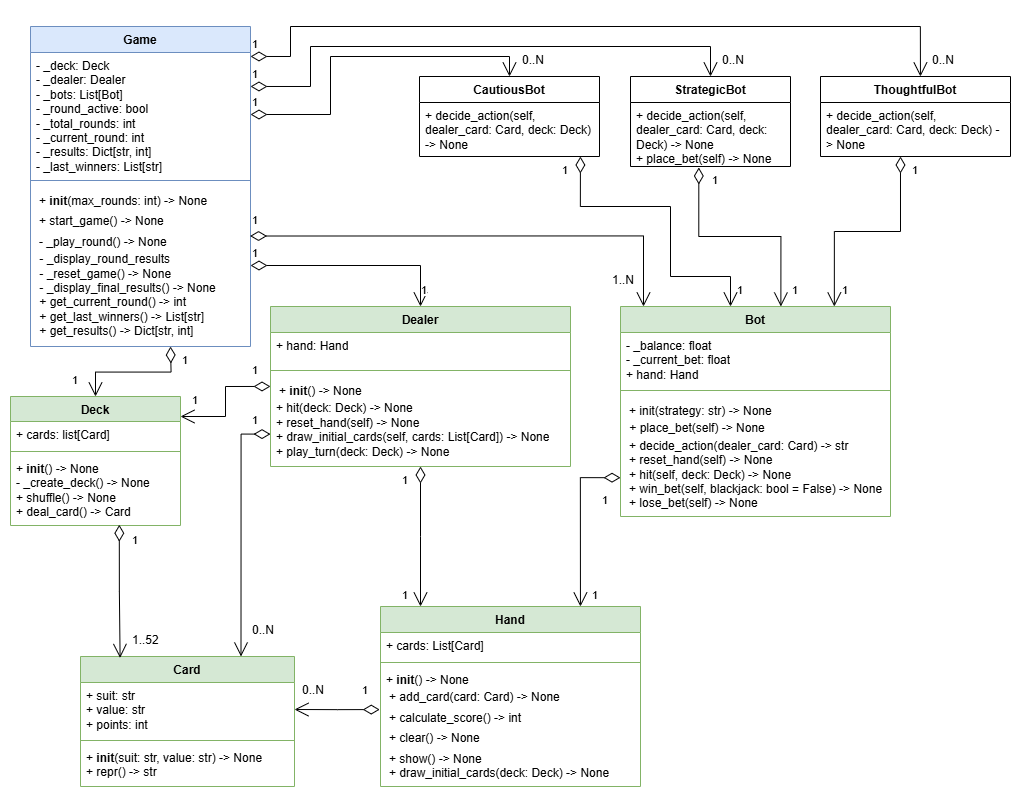 Game
- _deck: Deck
- _dealer: Dealer
- _bots: List[Bot]
- _round_active: bool
- _total_rounds: int
- _current_round: int
- _results: Dict[str, int]
- _last_winners: List[str]
+ init(max_rounds: int) -> None
+ start_game() -> None
- _play_round() -> None
- _display_round_results
- _reset_game() -> None
- _display_final_results() -> None
+ get_current_round() -> int
+ get_last_winners() -> List[str]
+ get_results() -> Dict[str, int]
1
1
1
0..N
0..N
0..N
CautiousBot
+ decide_action(self,
dealer_card: Card, deck: Deck)
-> None
1
StrategicBot
+ decide_action(self,
dealer_card: Card, deck:
Deck) -> None
+ place_bet(self) -> None
1
ThoughtfulBot
+ decide_action(self,
dealer_card: Card, deck: Deck) -
> None
1
1
1
1..N
1
1
1
1
1
1
Dealer
+ hand: Hand
+ init() -> None
+ hit(deck: Deck) -> None
+ reset_hand(self) -> None
+ draw_initial_cards(self, cards: List[Card]) -> None
+ play_turn(deck: Deck) -> None
Bot
- _balance: float
- _current_bet: float
+ hand: Hand
+ init(strategy: str) -> None
+ place_bet(self) -> None
+ decide_action(dealer_card: Card) -> str
+ reset_hand(self) -> None
+ hit(self, deck: Deck) -> None
+ win_bet(self, blackjack: bool = False) -> None
+ lose_bet(self) -> None
1
1
1
Deck
+ cards: list[Card]
+ init() -> None
- _create_deck() -> None
+ shuffle() -> None
+ deal_card() -> Card
1
1
1
1
1
1..52
0..N
Card
+ suit: str
+ value: str
+ points: int
+ init(suit: str, value: str) -> None
+ repr() -> str
0..N
1
Hand
+ cards: List[Card]
+ init() -> None
+ add_card(card: Card) -> None
+ calculate_score() -> int
+ clear() -> None
+ show() -> None
+ draw_initial_cards(deck: Deck) -> None